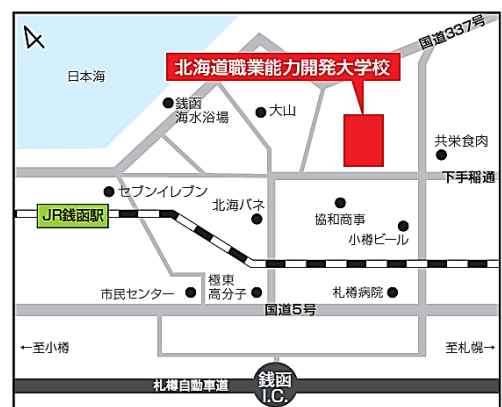 国道337号
日本海
北海道職業能力開発大学校
銭函
海水浴場
大山
共栄食肉
下手稲通
セブンイレブン
JR銭函駅
北海バネ
協和商事
小樽ビール
市民センター
極東
高分子
札樽病院
国道5号
←至小樽
至札幌→
札樽自動車道
銭函
I.C.